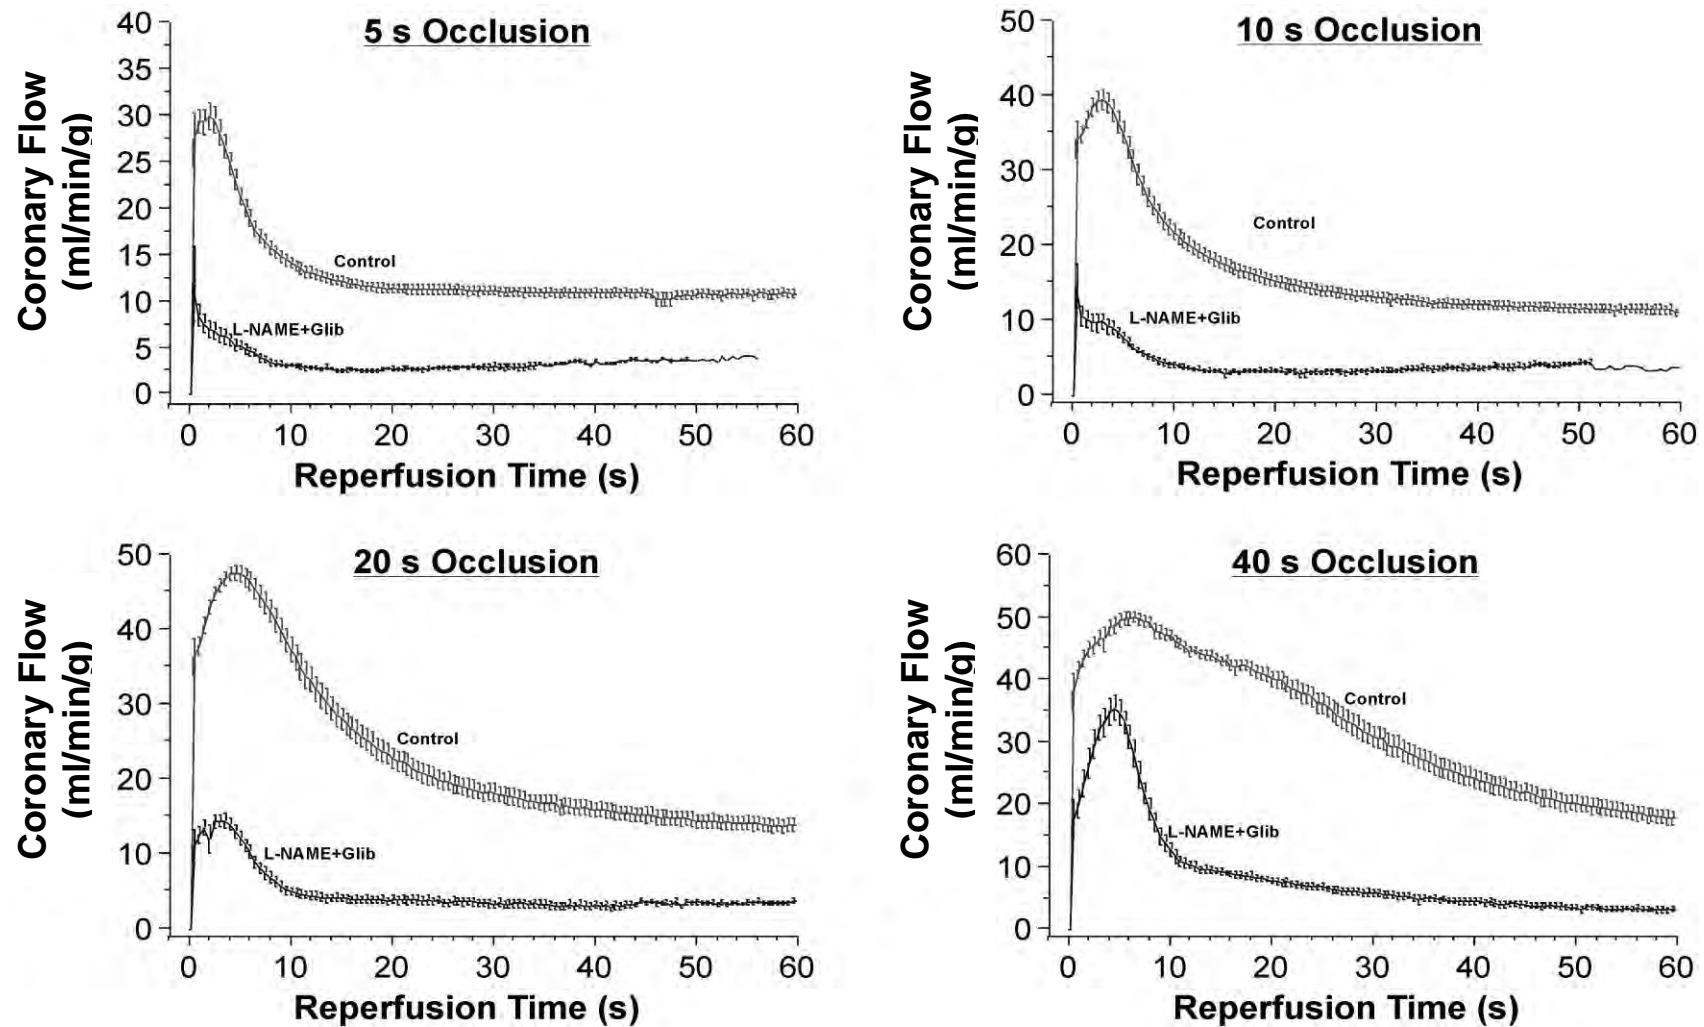 5 s Occlusion
Coronary Flow
(ml/min/g)
40
35
30
25
20
15
10
5
0
Control
L-NAME+Glib
0 10 20 30 40 50 60
Reperfusion Time (s)
10 s Occlusion
Coronary Flow
(ml/min/g)
50
40
30
20
10
0
Control
L-NAME+Glib
0 10 20 30 40 50 60
Reperfusion Time (s)
20 s Occlusion
Coronary Flow
(ml/min/g)
50
40
30
20
10
0
Control
L-NAME+Glib
0 10 20 30 40 50 60
Reperfusion Time (s)
40 s Occlusion
Coronary Flow
(ml/min/g)
60
50
40
30
20
10
0
Control
L-NAME+Glib
0 10 20 30 40 50 60
Reperfusion Time (s)